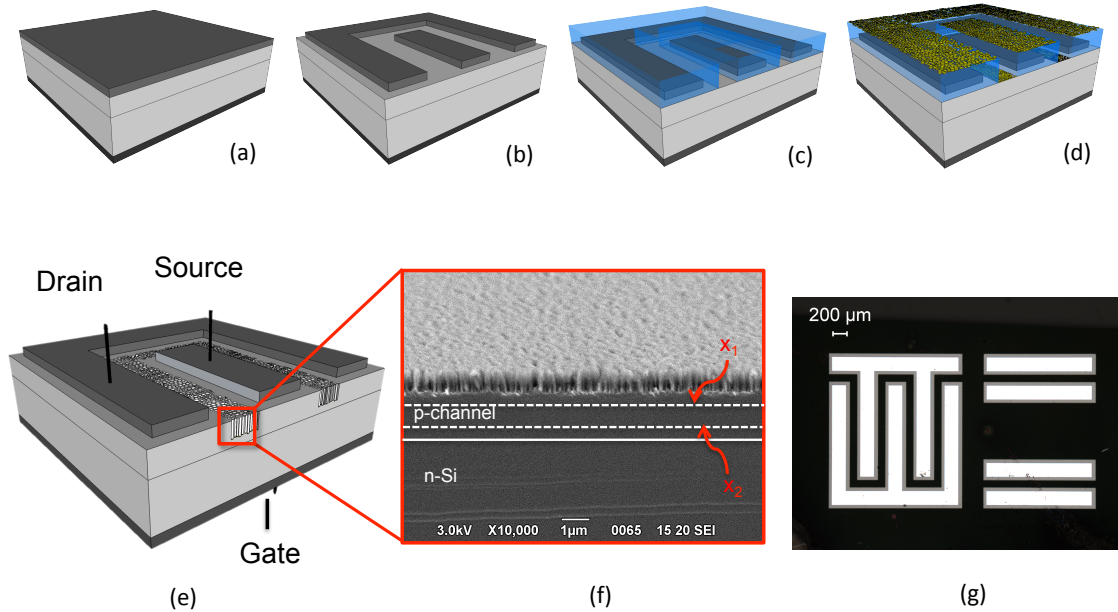 (a)
(b)
(c)
(d)
Drain
Source
Gate
(e)
x1
p-channel
n-Si
x2
3.0kV X10,000 1μm 0065 15 20 SEI
(f)
200 μm
(g)